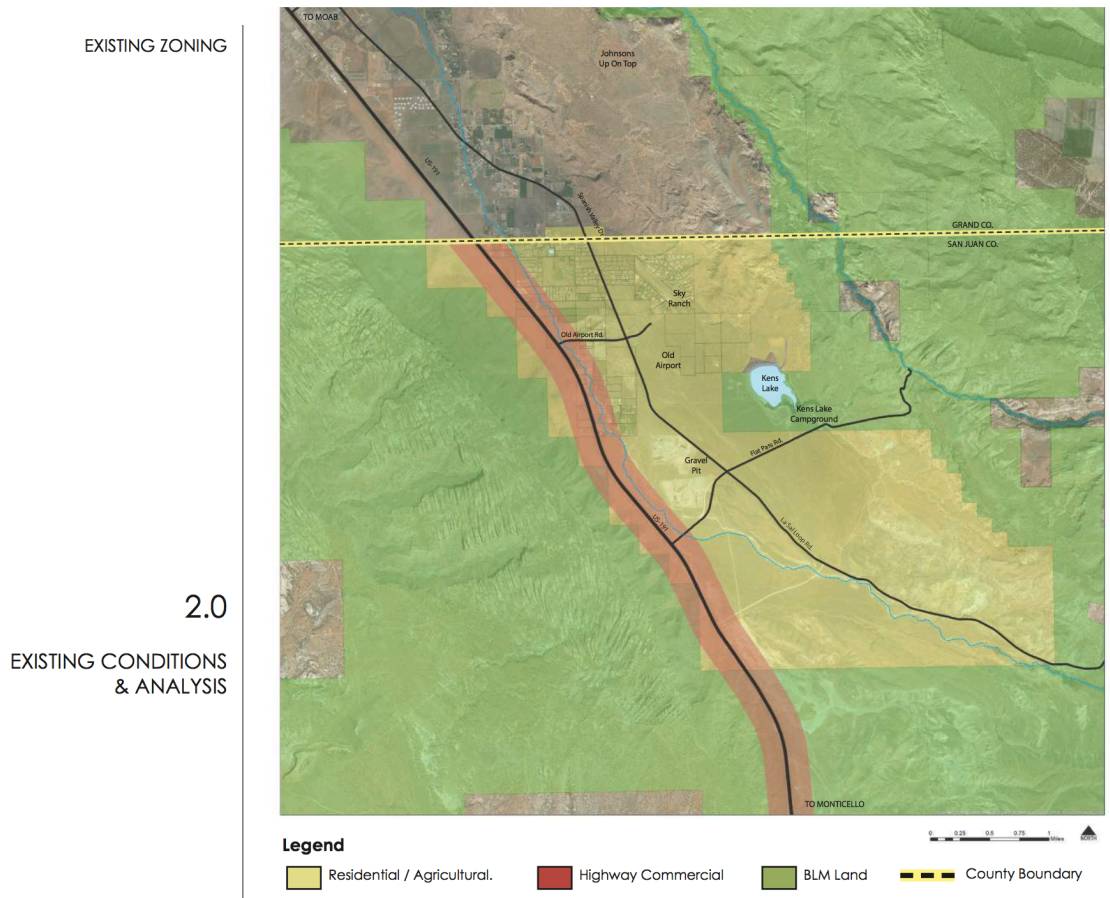 EXISTING ZONING
2.0
EXISTING CONDITIONS
& ANALYSIS
TO MOAB
Johnsons
Up On Top
US-191
Spanish Valley Dr.
GRAND CO.
SAN JUAN CO.
Sky
Ranch
Old Airport Rd.
Old
Airport
Kens
Lake
Kens Lake
Campground
Flat Pass Rd.
Gravel
Pit
US-191
La Sal Loop Rd.
TO MONTICELLO
0 0.25 0.5 0.75 1
Miles
NORTH
Legend
Residential / Agricultural.
Highway Commercial
BLM Land
County Boundary